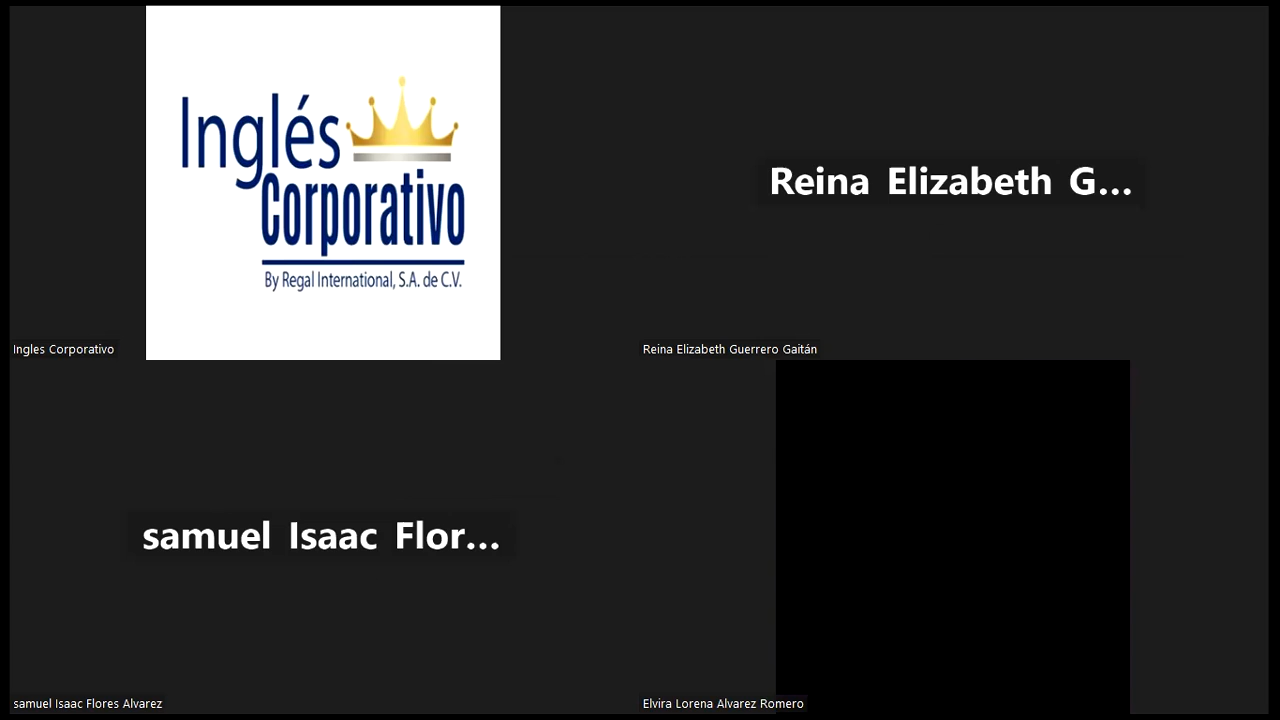 Inglés
Corporativo
By Regal International, S.A. de C.V.
Ingles Corporativo
Reina Elizabeth G...
Reina Elizabeth Guerrero Gaitán
samuel Isaac Flor...
samuel Isaac Flores Alvarez
Elvira Lorena Alvarez Romero